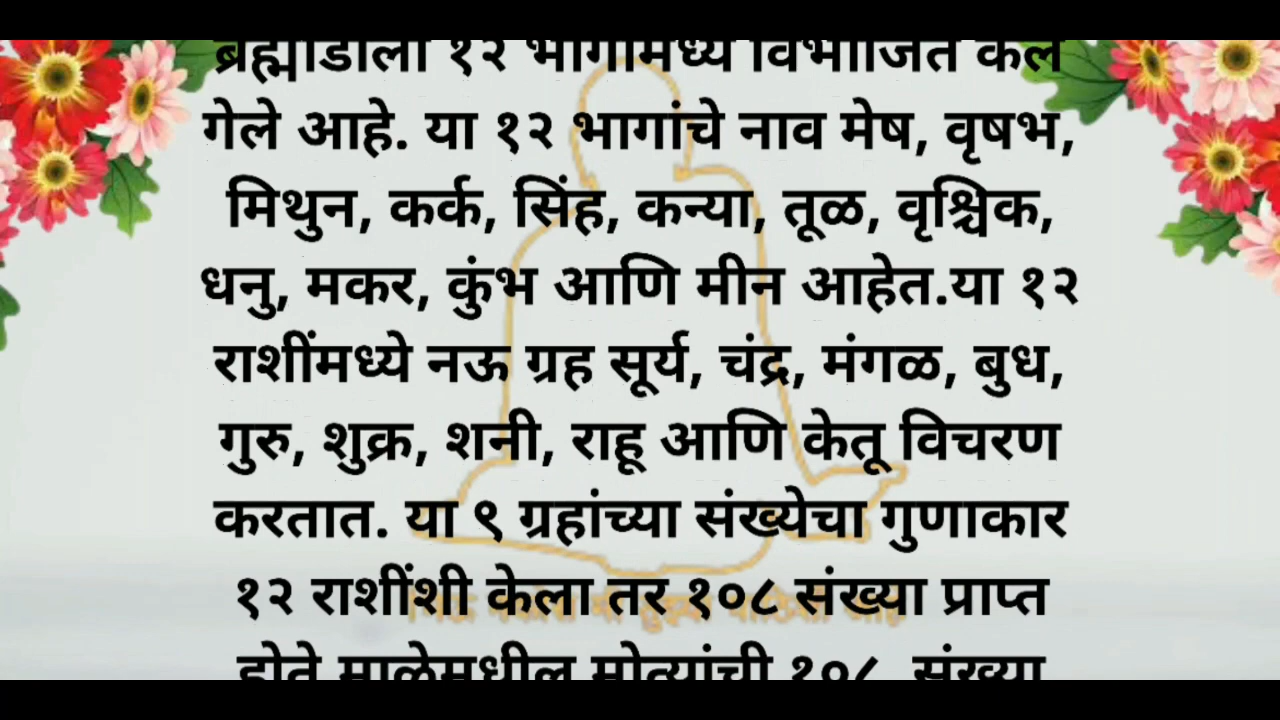 ब्रह्मांडाला १२ भागांमध्ये विभाजित केले
गेले आहे. या १२ भागांचे नाव मेष, वृषभ,
मिथुन, कर्क, सिंह, कन्या, तूळ, वृश्चिक,
धनु, मकर, कुंभ आणि मीन आहेत.या १२
राशींमध्ये नऊ ग्रह सूर्य, चंद्र, मंगळ, बुध,
गुरु, शुक्र, शनी, राहू आणि केतू विचरण
करतात. या ९ ग्रहांच्या संख्येचा गुणाकार
१२ राशींशी केला तर १०८ संख्या प्राप्त
होते माळेमधील मोत्यांची १०८ संख्या